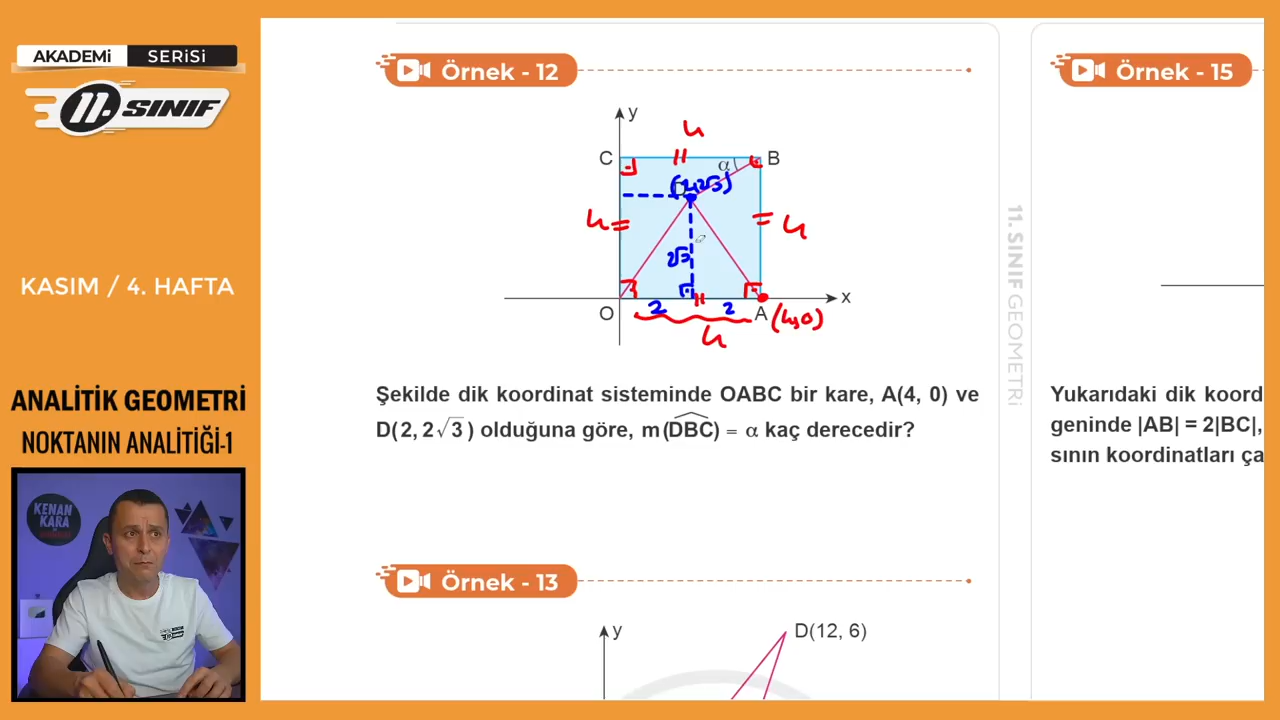 AKADEMİ SERİSİ
11. SINIF
KASIM / 4. HAFTA
ANALİTİK GEOMETRİ
NOKTANIN ANALİTİĞİ-1
KENAN
KARA
Örnek - 12
y
4
C
α
B
(2,2√3)
4
4
2√3
O
2
2
A
(4,0)
x
4
Şekilde dik koordinat sisteminde OABC bir kare, A(4, 0) ve
D(2, 2√3) olduğuna göre, m(DBC) = α kaç derecedir?
Örnek - 13
y
D(12, 6)
11. SINIF GEOMETRİ
Örnek - 15
Yukarıdaki dik koord
geninde |AB| = 2|BC|,
sının koordinatları ça